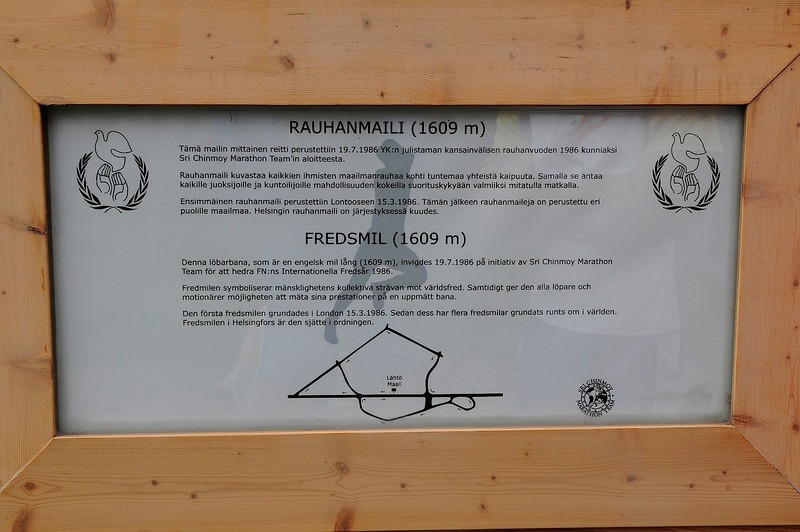 RAUHANMAILI (1609 m)
Tämä mailin mittainen reitti perustettiin 19.7.1986 YK:n julistaman kansainvälisen rauhanvuoden 1986 kunniaksi
Sri Chinmoy Marathon Team'in aloitteesta.
Rauhanmaili kuvastaa kaikkien ihmisten maailmanrauhaa kohti tuntemaa yhteistä kaipuuta. Samalla se antaa
kaikille juoksijoille ja kuntoilijoille mahdollisuuden kokeilla suorituskykyään valmiiksi mitatulla matkalla.
Ensimmäinen rauhanmaili perustettiin Lontooseen 15.3.1986. Tämän jälkeen rauhanmaileja on perustettu eri
puolille maailmaa. Helsingin rauhanmaili on järjestyksessä kuudes.
FREDSMIL (1609 m)
Denna löbarbana, som är en engelsk mil lång (1609 m), invigdes 19.7.1986 på initiativ av Sri Chinmoy Marathon
Team för att hedra FN:ns Internationella Fredsår 1986.
Fredmilen symboliserar mänsklighetens kollektiva strävan mot världsfred. Samtidigt ger den alla löpare och
motionärer möjligheten att mäta sina prestationer på en uppmätt bana.
Den första fredsmilen grundades i London 15.3.1986. Sedan dess har flera fredsmilar grundats runts om i världen.
Fredsmilen i Helsingfors är den sjätte i ordningen.
Lähtö
Maali
SRI CHINMOY
MARATHON TEAM